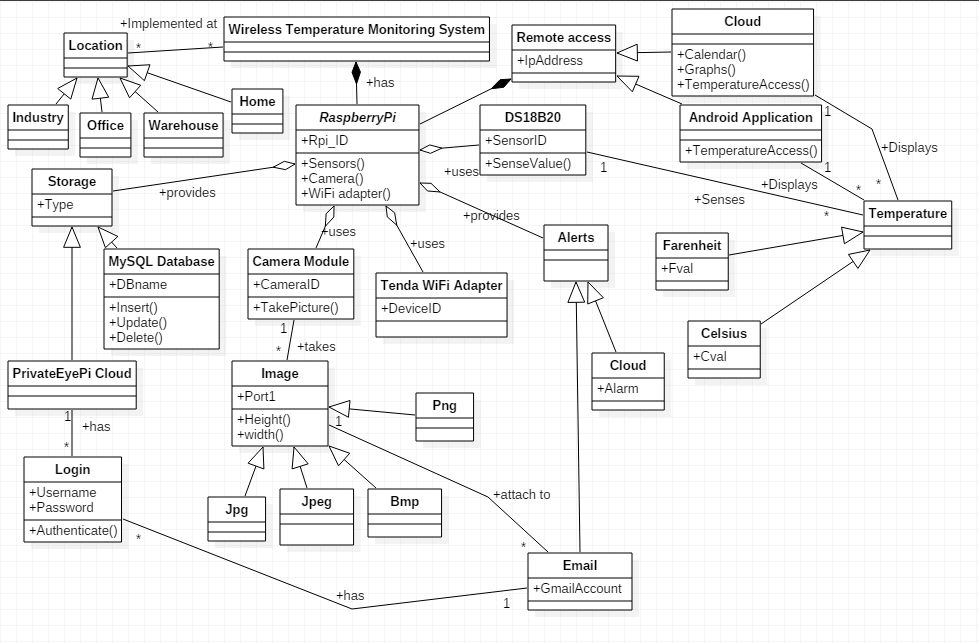 +Implemented at
Location
*
*
Wireless Temperature Monitoring System
+has
Remote access
+IpAddress
Cloud
+Calendar()
+Graphs()
+TemperatureAccess()
1
+Displays
*
Industry
Office
Warehouse
Home
RaspberryPi
+Rpi_ID
+Sensors()
+Camera()
+WiFi adapter()
DS18B20
+SensorID
+SenseValue()
+uses
1
+Senses
*
Android Application
+TemperatureAccess()
1
+Displays
*
Temperature
Storage
+Type
+provides
+uses
+uses
+provides
Alerts
Farenheit
+Fval
MySQL Database
+DBname
+Insert()
+Update()
+Delete()
Camera Module
+CameraID
+TakePicture()
Tenda WiFi Adapter
+DeviceID
Celsius
+Cval
1
*
+takes
PrivateEyePi Cloud
Image
+Port1
+Height()
+width()
1
Png
Cloud
+Alarm
1
+has
*
Login
+Username
+Password
+Authenticate()
Jpg
Jpeg
Bmp
+attach to
*
*
+has
1
Email
+GmailAccount